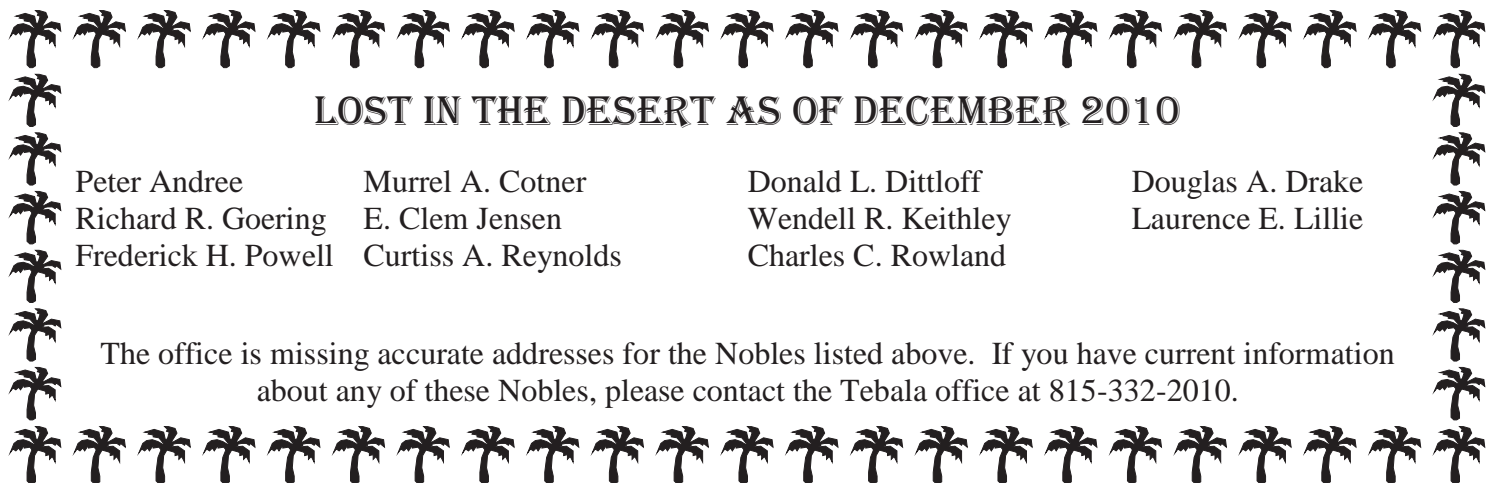 LOST IN THE DESERT AS OF DECEMBER 2010
Peter Andree Murrel A. Cotner Donald L. Dittloff Douglas A. Drake
Richard R. Goering E. Clem Jensen Wendell R. Keithley Laurence E. Lillie
Frederick H. Powell Curtiss A. Reynolds Charles C. Rowland
The office is missing accurate addresses for the Nobles listed above. If you have current information
about any of these Nobles, please contact the Tebala office at 815-332-2010.